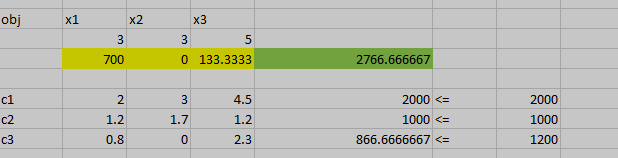 obj x1 x2 x3
3 3 5
700 0 133.3333 2766.666667
c1 2 3 4.5 2000 <= 2000
c2 1.2 1.7 1.2 1000 <= 1000
c3 0.8 0 2.3 866.6666667 <= 1200